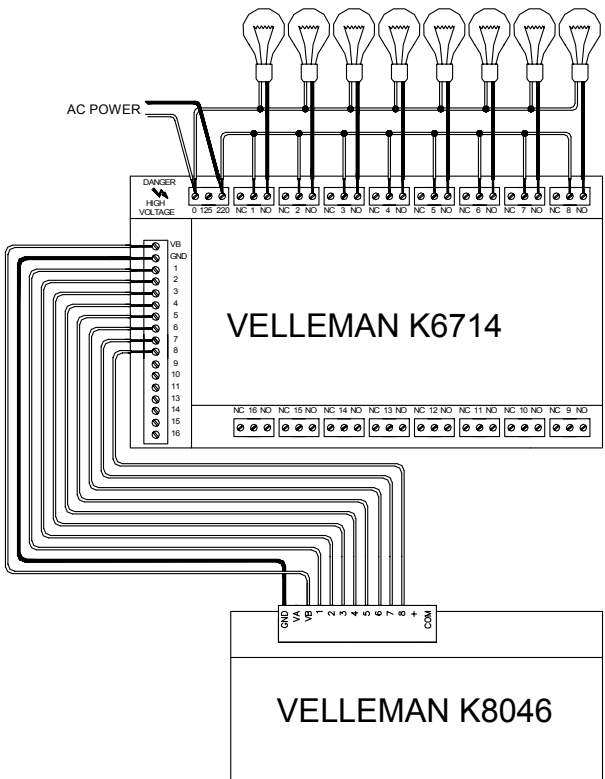 AC POWER
DANGER
HIGH
VOLTAGE
0 125 220 NC 1 NO NC 2 NO NC 3 NO NC 4 NO NC 5 NO NC 6 NO NC 7 NO NC 8 NO
VB
GND
1
2
3
4
5
6
7
8
9
10
11
13
14
15
16
VELLEMAN K6714
NC 16 NO NC 15 NO NC 14 NO NC 13 NO NC 12 NO NC 11 NO NC 10 NO NC 9 NO
GND VA VB 1 2 3 4 5 6 7 8 + COM
VELLEMAN K8046